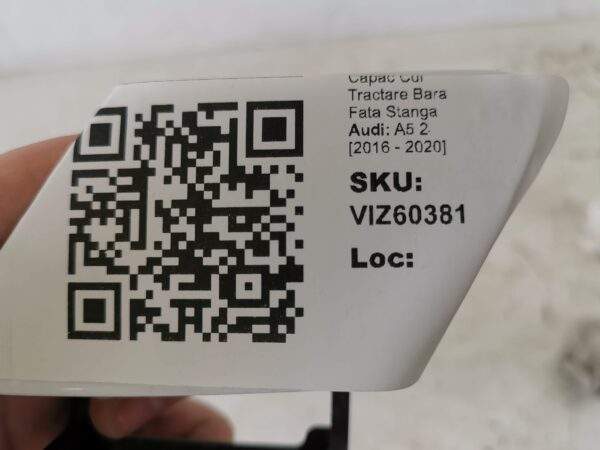 Capac Cui
Tractare Bara
Fata Stanga
Audi: A5 2
[2016 - 2020]
SKU:
VIZ60381
Loc: